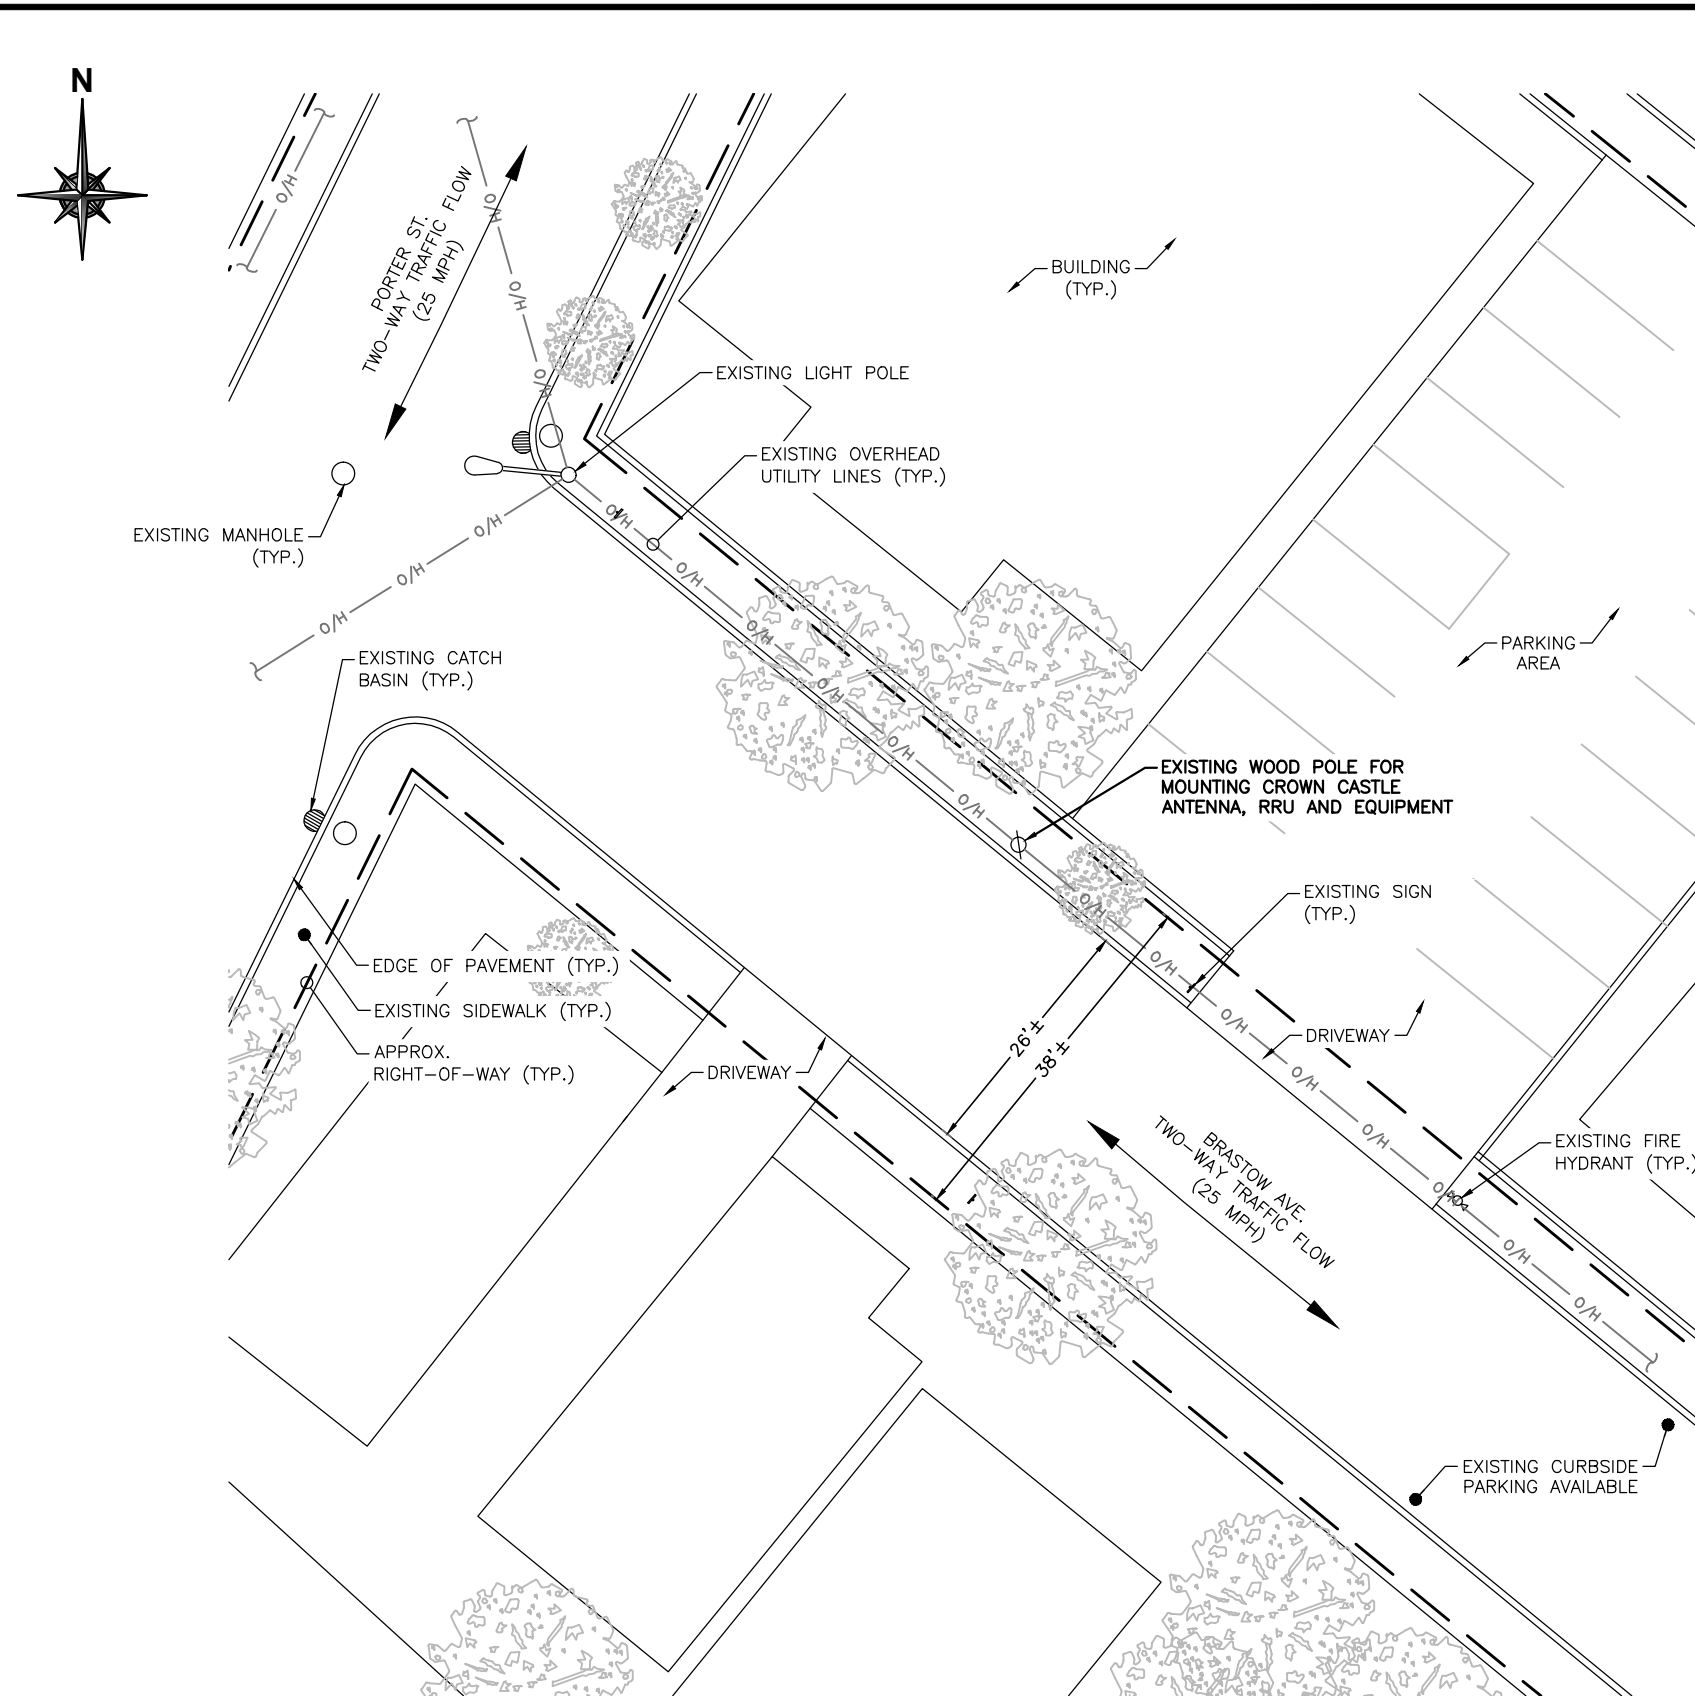 N
PORTER ST.
TWO-WAY TRAFFIC FLOW
(25 MPH)
O/H
O/H
O/H
O/H
BUILDING
(TYP.)
EXISTING LIGHT POLE
EXISTING OVERHEAD
UTILITY LINES (TYP.)
EXISTING MANHOLE
(TYP.)
O/H
O/H
O/H
O/H
O/H
O/H
O/H
O/H
O/H
EXISTING CATCH
BASIN (TYP.)
PARKING
AREA
EXISTING WOOD POLE FOR
MOUNTING CROWN CASTLE
ANTENNA, RRU AND EQUIPMENT
EXISTING SIGN
(TYP.)
O/H
O/H
O/H
O/H
O/H
O/H
O/H
O/H
EDGE OF PAVEMENT (TYP.)
EXISTING SIDEWALK (TYP.)
APPROX.
RIGHT-OF-WAY (TYP.)
DRIVEWAY
26'±
38'±
DRIVEWAY
BRASTOW AVE.
TWO-WAY TRAFFIC FLOW
(25 MPH)
EXISTING FIRE
HYDRANT (TYP.)
EXISTING CURBSIDE
PARKING AVAILABLE